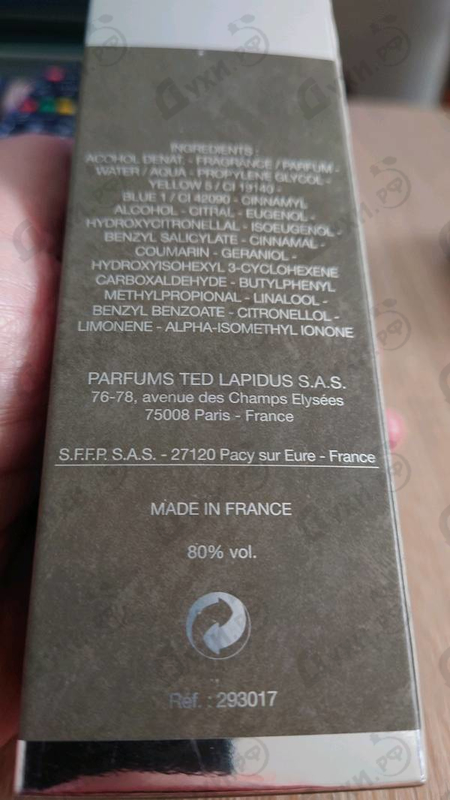 INGREDIENTS -
ACOHOL DENAT. - FRAGRANCE / PARFUM -
WATER / AQUA - PROPYLENE GLYCOL -
YELLOW 5 / CI 19140 -
BLUE 1 / CI 42090 - CINNAMYL
ALCOHOL - CITRAL - EUGENOL -
HYDROXYCITRONELLAL - ISOEUGENOL -
BENZYL SALICYLATE - CINNAMAL -
COUMARIN - GERANIOL -
HYDROXYISOHEXYL 3-CYCLOHEXENE
CARBOXALDEHYDE - BUTYLPHENYL
METHYLPROPIONAL - LINALOOL -
BENZYL BENZOATE - CITRONELLOL -
LIMONENE - ALPHA-ISOMETHYL IONONE
PARFUMS TED LAPIDUS S.A.S.
76-78, avenue des Champs Elysées
75008 Paris - France
S.F.F.P. S.A.S. - 27120 Pacy sur Eure - France
MADE IN FRANCE
80% vol.
Réf. : 293017
Духи.РФ